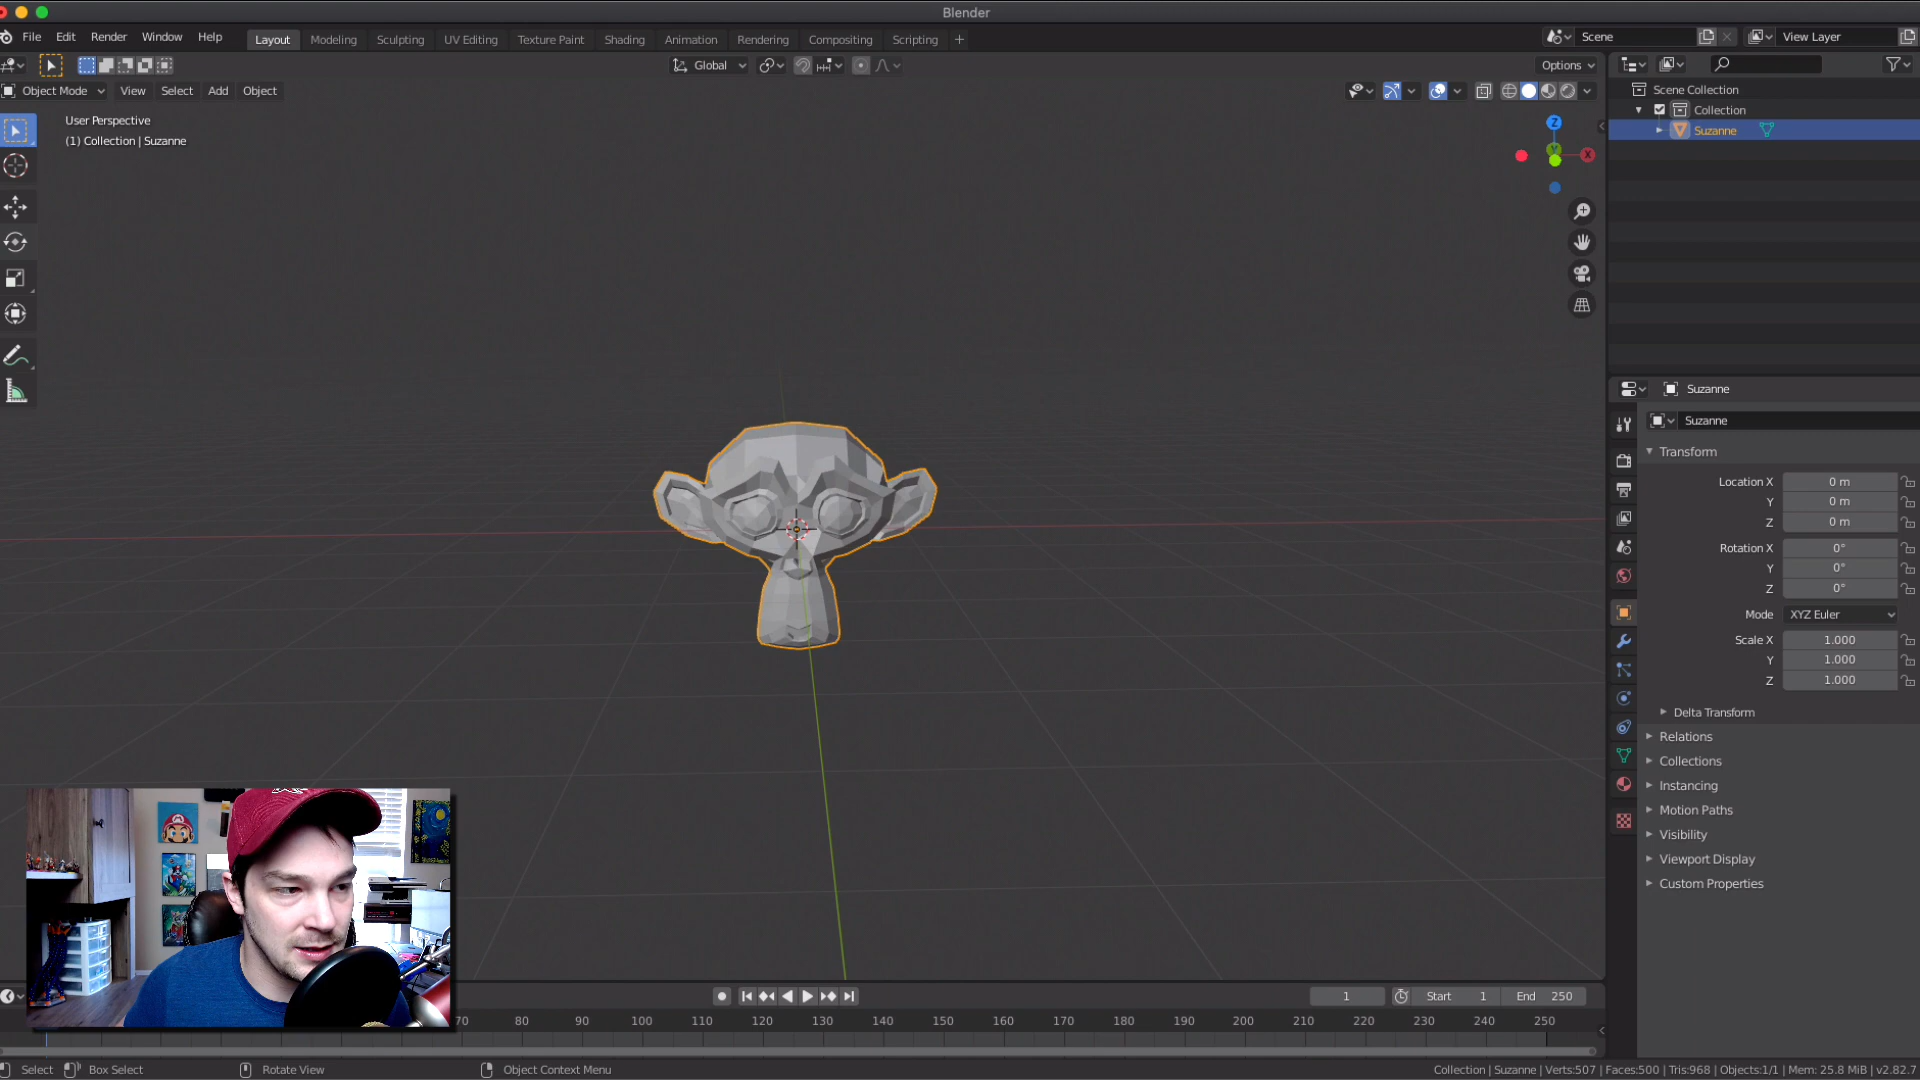 Blender
File Edit Render Window Help Layout Modeling Sculpting UV Editing Texture Paint Shading Animation Rendering Compositing Scripting +
Scene View Layer
Global Options
Object Mode View Select Add Object
User Perspective
(1) Collection | Suzanne
Z
Y
X
Scene Collection
Collection
Suzanne
Suzanne
Suzanne
Transform
Location X 0 m
Y 0 m
Z 0 m
Rotation X 0°
Y 0°
Z 0°
Mode XYZ Euler
Scale X 1.000
Y 1.000
Z 1.000
Delta Transform
Relations
Collections
Instancing
Motion Paths
Visibility
Viewport Display
Custom Properties
1 Start 1 End 250
70 80 90 100 110 120 130 140 150 160 170 180 190 200 210 220 230 240 250
Select Box Select Rotate View Object Context Menu
Collection | Suzanne | Verts:507 | Faces:500 | Tris:968 | Objects:1/1 | Mem: 25.8 MiB | v2.82.7